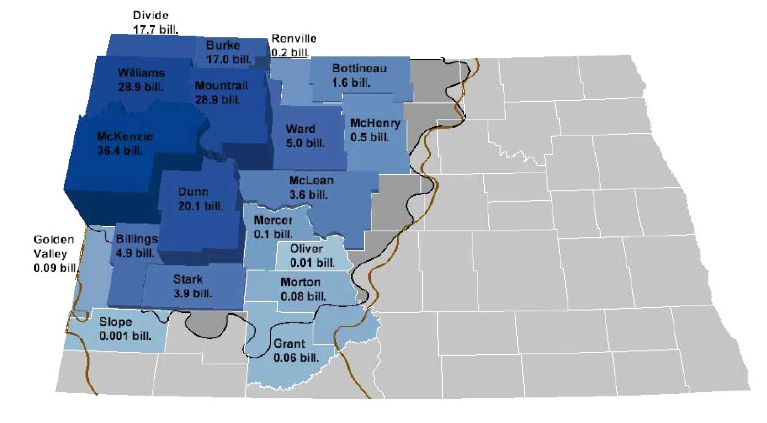 Divide
17.7 bill.
Burke
17.0 bill.
Renville
0.2 bill.
Williams
28.9 bill.
Mountrail
28.9 bill.
Bottineau
1.6 bill.
McKenzie
36.4 bill.
Ward
5.0 bill.
McHenry
0.5 bill.
Dunn
20.1 bill.
McLean
3.6 bill.
Mercer
0.1 bill.
Golden
Valley
0.09 bill.
Billings
4.9 bill.
Oliver
0.01 bill.
Stark
3.9 bill.
Morton
0.08 bill.
Slope
0.001 bill.
Grant
0.06 bill.